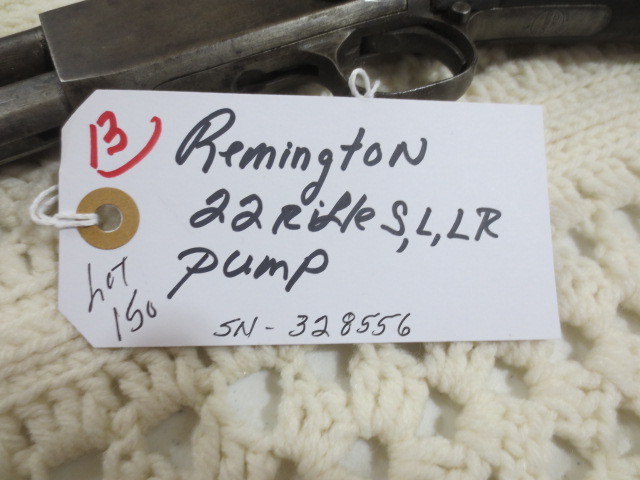 13
Remington
22 Rifle S, L, LR
pump
Lot
150
SN - 328556